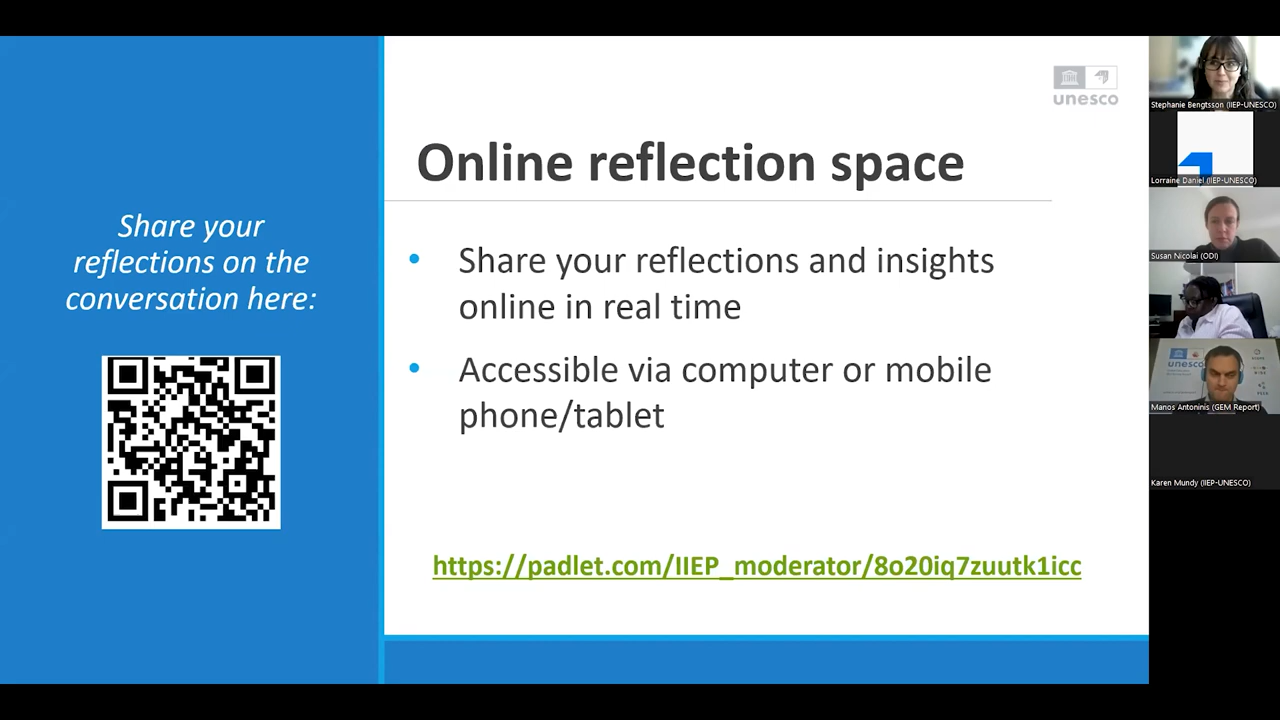 Share your
reflections on the
conversation here:
unesco
Online reflection space
• Share your reflections and insights
online in real time
• Accessible via computer or mobile
phone/tablet
https://padlet.com/IIEP_moderator/8o20iq7zuutk1icc
Stephanie Bengtsson (IIEP-UNESCO)
Lorraine Daniel (IIEP-UNESCO)
Susan Nicolai (ODI)
unesco
Manos Antoninis (GEM Report)
Karen Mundy (IIEP-UNESCO)